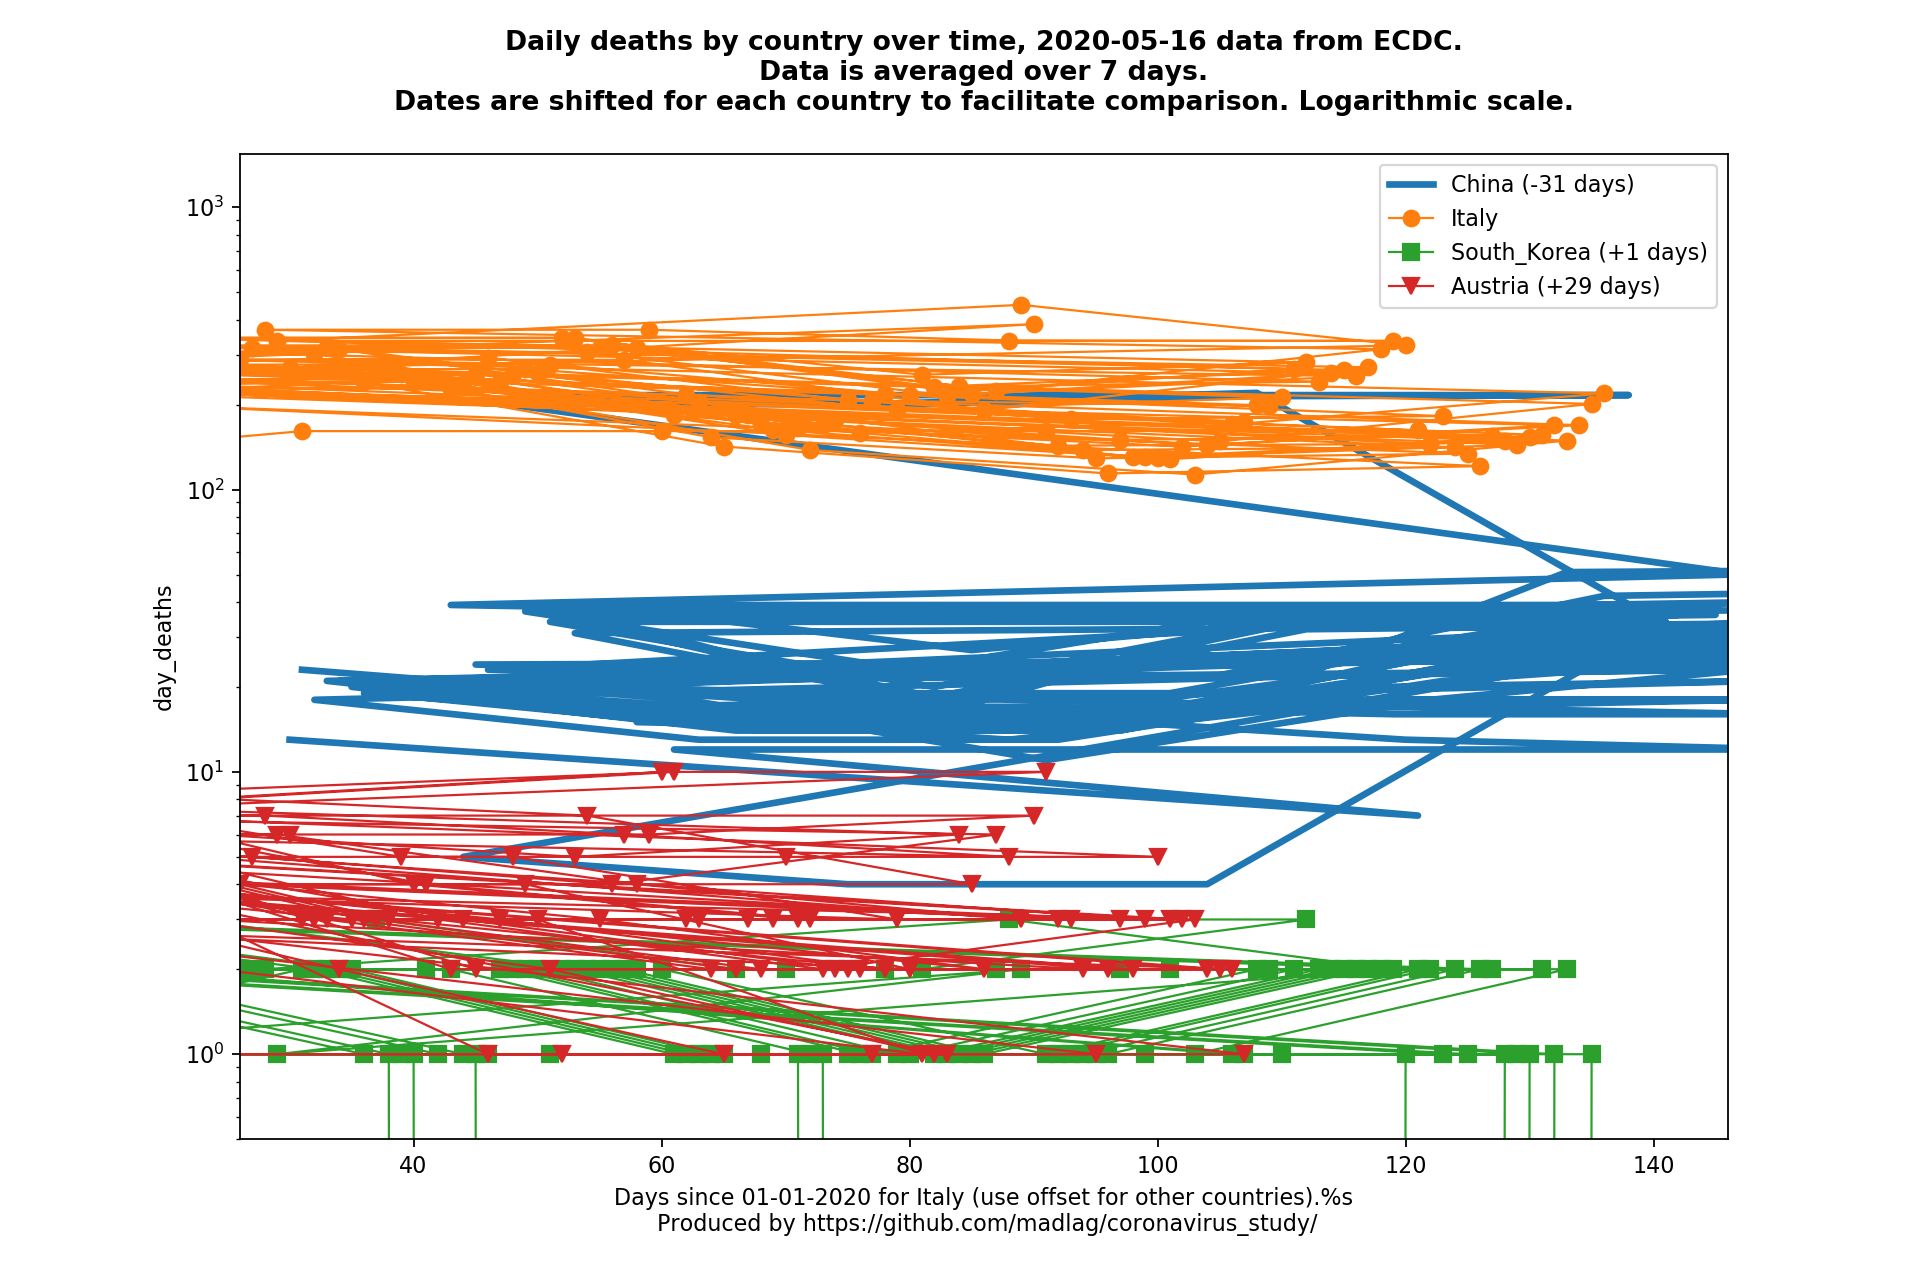 Daily deaths by country over time, 2020-05-16 data from ECDC.
Data is averaged over 7 days.
Dates are shifted for each country to facilitate comparison. Logarithmic scale.
China (-31 days)
Italy
South_Korea (+1 days)
Austria (+29 days)
day_deaths
10³
10²
10¹
10⁰
40 60 80 100 120 140
Days since 01-01-2020 for Italy (use offset for other countries).%s
Produced by https://github.com/madlag/coronavirus_study/